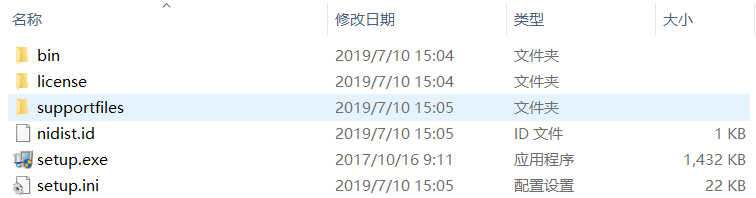 名称 修改日期 类型 大小
bin 2019/7/10 15:04 文件夹
license 2019/7/10 15:04 文件夹
supportfiles 2019/7/10 15:05 文件夹
nidist.id 2019/7/10 15:05 ID 文件 1 KB
setup.exe 2017/10/16 9:11 应用程序 1,432 KB
setup.ini 2019/7/10 15:05 配置设置 22 KB